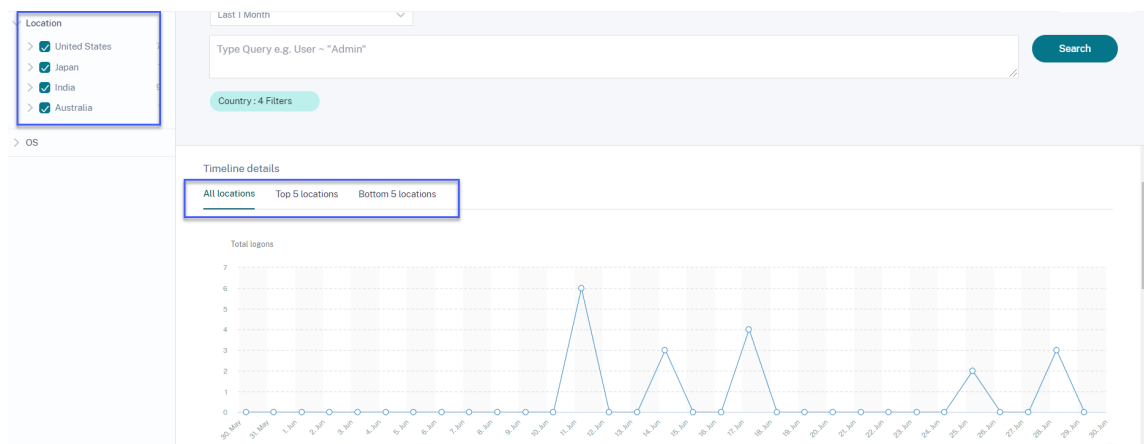 Location
United States 7
Japan
India 9
Australia
OS
Last 1 Month
Type Query e.g. User ~ "Admin"
Search
Country : 4 Filters
Timeline details
All locations Top 5 locations Bottom 5 locations
Total logons
7
6
5
4
3
2
1
0
30. May 31. May 1. Jun 2. Jun 3. Jun 4. Jun 5. Jun 6. Jun 7. Jun 8. Jun 9. Jun 10. Jun 11. Jun 12. Jun 13. Jun 14. Jun 15. Jun 16. Jun 17. Jun 18. Jun 19. Jun 20. Jun 21. Jun 22. Jun 23. Jun 24. Jun 25. Jun 26. Jun 27. Jun 28. Jun 29. Jun 30. Jun